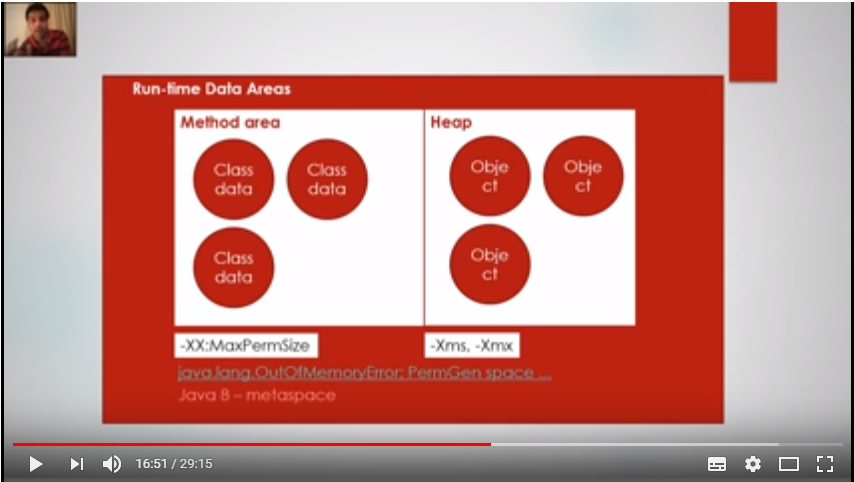 Run-time Data Areas
Method area
Heap
Class
data
Class
data
Class
data
Obje
ct
Obje
ct
Obje
ct
-XX:MaxPermSize
-Xms, -Xmx
java.lang.OutOfMemoryError: PermGen space ...
Java 8 – metaspace
16:51 / 29:15